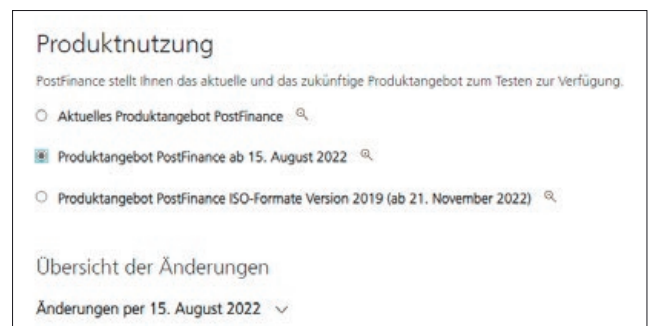 Produktnutzung
PostFinance stellt Ihnen das aktuelle und das zukünftige Produktangebot zum Testen zur Verfügung.
Aktuelles Produktangebot PostFinance
Produktangebot PostFinance ab 15. August 2022
Produktangebot PostFinance ISO-Formate Version 2019 (ab 21. November 2022)
Übersicht der Änderungen
Änderungen per 15. August 2022